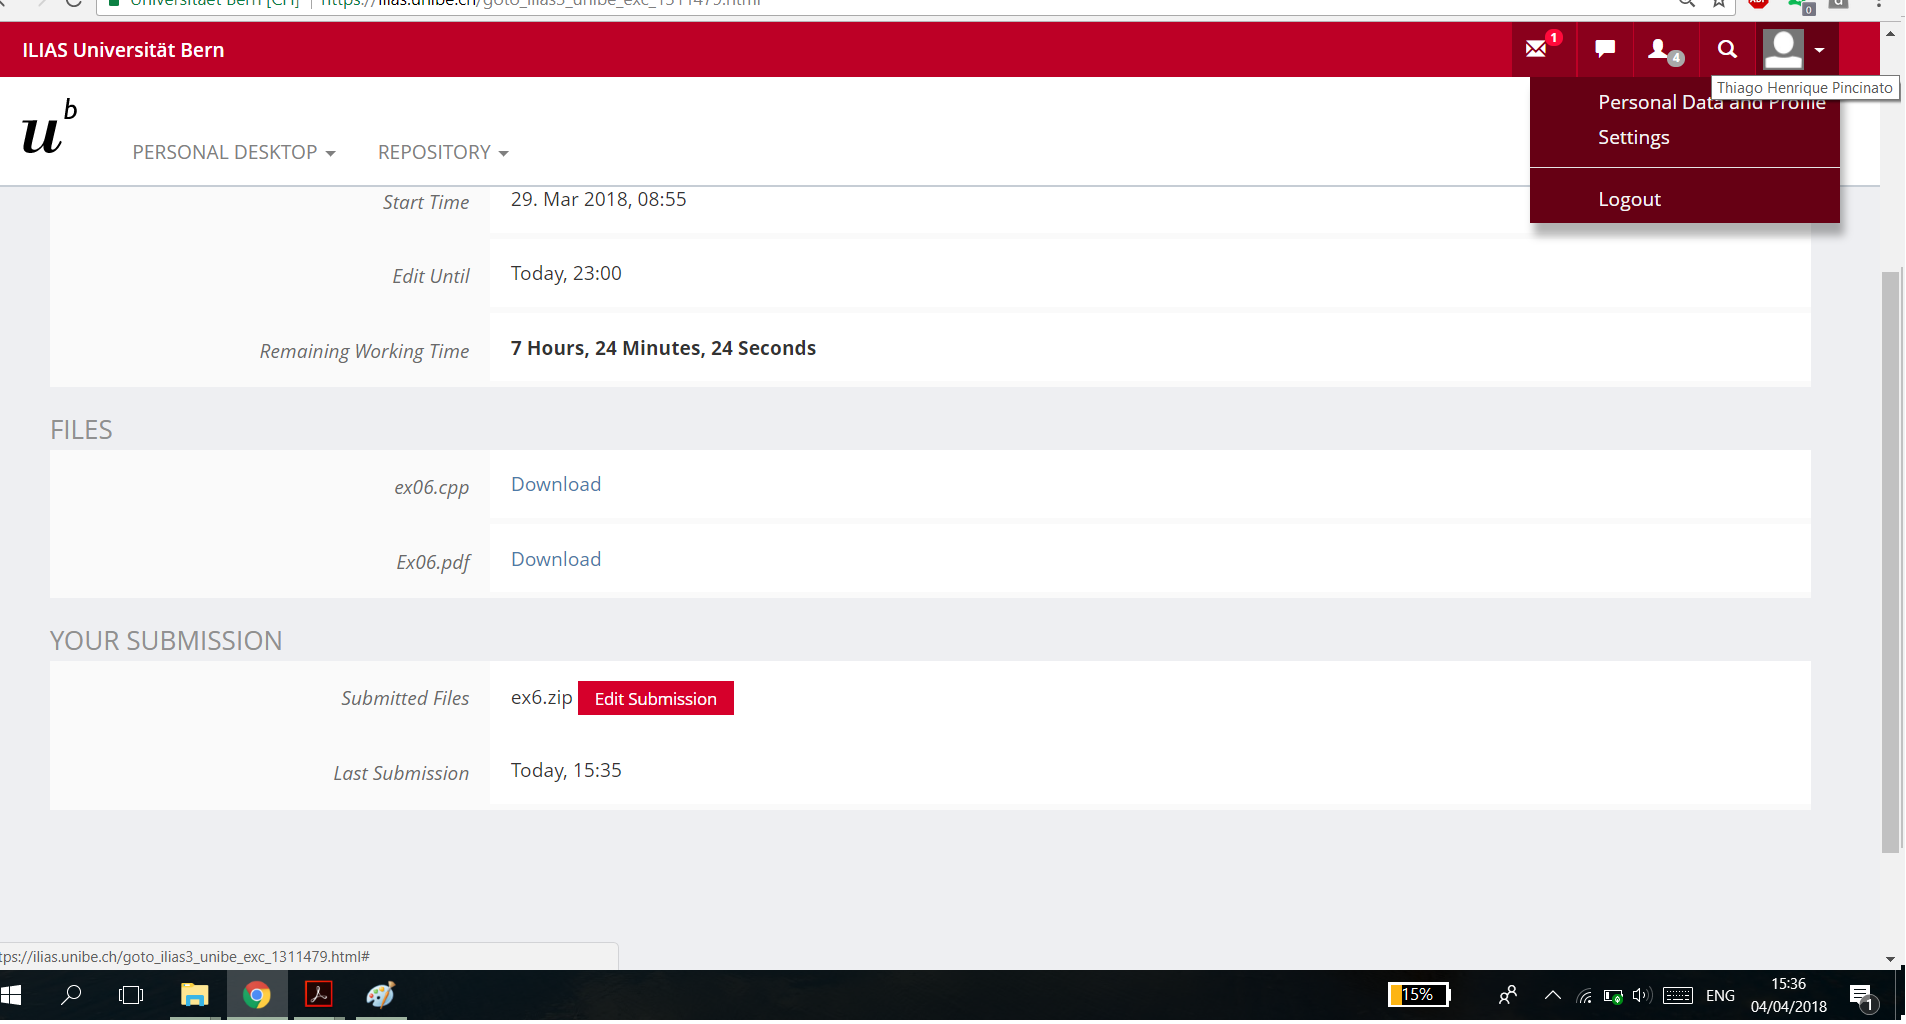 Universitaet Bern [CH] https://ilias.unibe.ch/goto_ilias3_unibe_exc_1311479.html
0
ILIAS Universität Bern
1
4
Thiago Henrique Pincinato
Personal Data and Profile
Settings
Logout
u b
PERSONAL DESKTOP REPOSITORY
Start Time 29. Mar 2018, 08:55
Edit Until Today, 23:00
Remaining Working Time 7 Hours, 24 Minutes, 24 Seconds
FILES
ex06.cpp Download
Ex06.pdf Download
YOUR SUBMISSION
Submitted Files ex6.zip Edit Submission
Last Submission Today, 15:35
tps://ilias.unibe.ch/goto_ilias3_unibe_exc_1311479.html#
15% ENG 15:36
04/04/2018 1